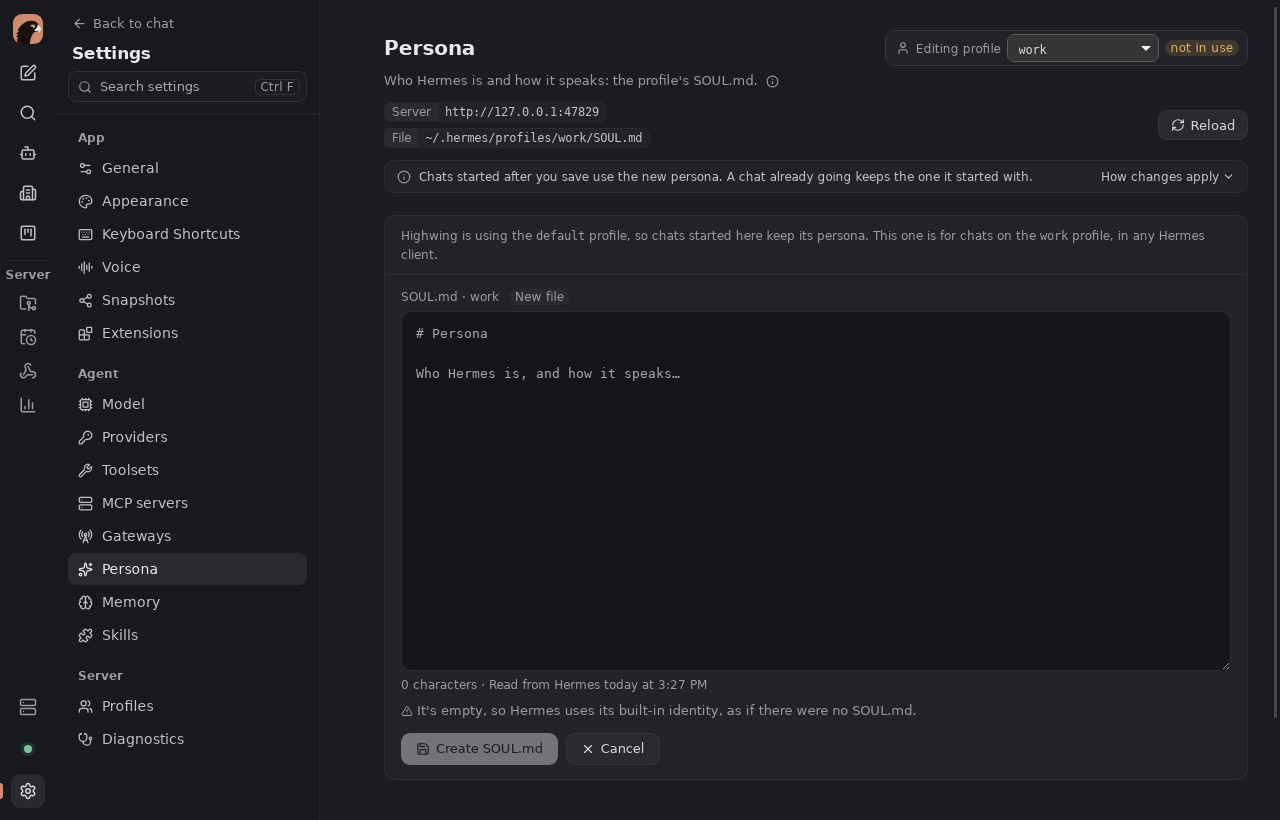 Back to chat
Settings
Search settings
Ctrl F
App
General
Appearance
Keyboard Shortcuts
Voice
Snapshots
Extensions
Agent
Model
Providers
Toolsets
MCP servers
Gateways
Persona
Memory
Skills
Server
Profiles
Diagnostics
Server
Persona
Editing profile
work
not in use
Who Hermes is and how it speaks: the profile's SOUL.md.
Server http://127.0.0.1:47829
File ~/.hermes/profiles/work/SOUL.md
Reload
Chats started after you save use the new persona. A chat already going keeps the one it started with.
How changes apply
Highwing is using the default profile, so chats started here keep its persona. This one is for chats on the work profile, in any Hermes
client.
SOUL.md · work New file
# Persona
Who Hermes is, and how it speaks…
0 characters · Read from Hermes today at 3:27 PM
It's empty, so Hermes uses its built-in identity, as if there were no SOUL.md.
Create SOUL.md
Cancel